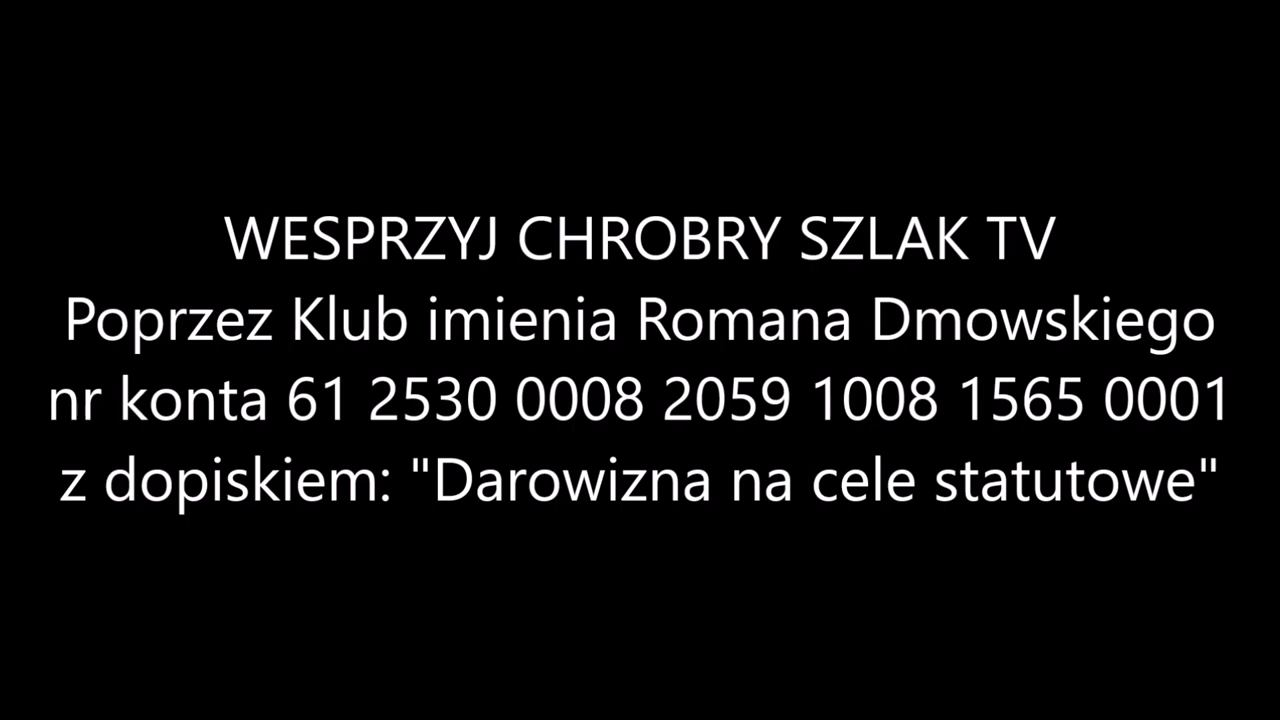 WESPRZYJ CHROBRY SZLAK TV
Poprzez Klub imienia Romana Dmowskiego
nr konta 61 2530 0008 2059 1008 1565 0001
z dopiskiem: "Darowizna na cele statutowe"